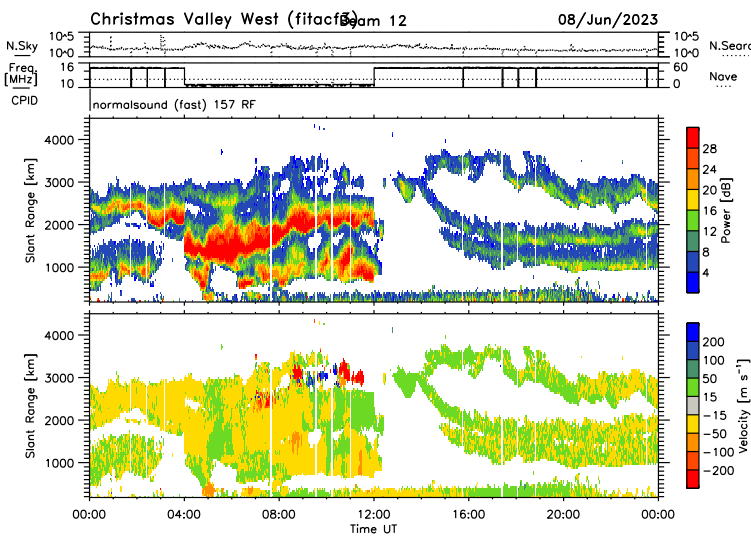 Christmas Valley West (fitacf3) Beam 12 08/Jun/2023
N.Sky 10^5 10^0 10^5 10^0 N.Searc
Freq. [MHz] 16 10 60 0 Nave
CPID normalsound (fast) 157 RF
Slant Range [km] 4000 3000 2000 1000
Power [dB] 28 24 20 16 12 8 4
Slant Range [km] 4000 3000 2000 1000
Velocity [m s⁻¹] 200 100 50 15 -15 -50 -100 -200
00:00 04:00 08:00 12:00 16:00 20:00 00:00
Time UT